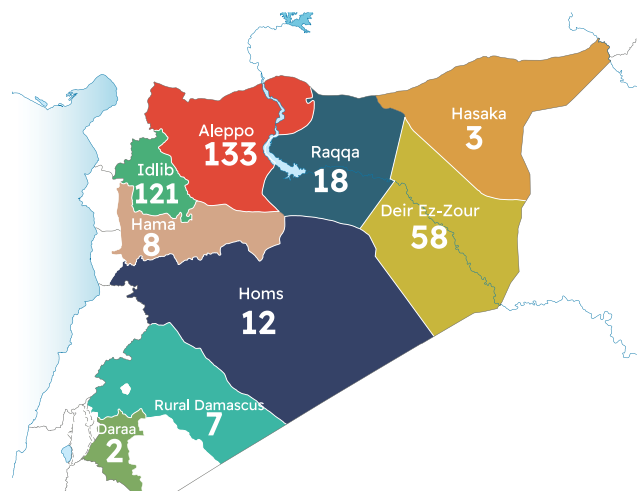 Hasaka
3
Aleppo
133
Raqqa
18
Idlib
121
Deir Ez-Zour
58
Hama
8
Homs
12
Rural Damascus
7
Daraa
2